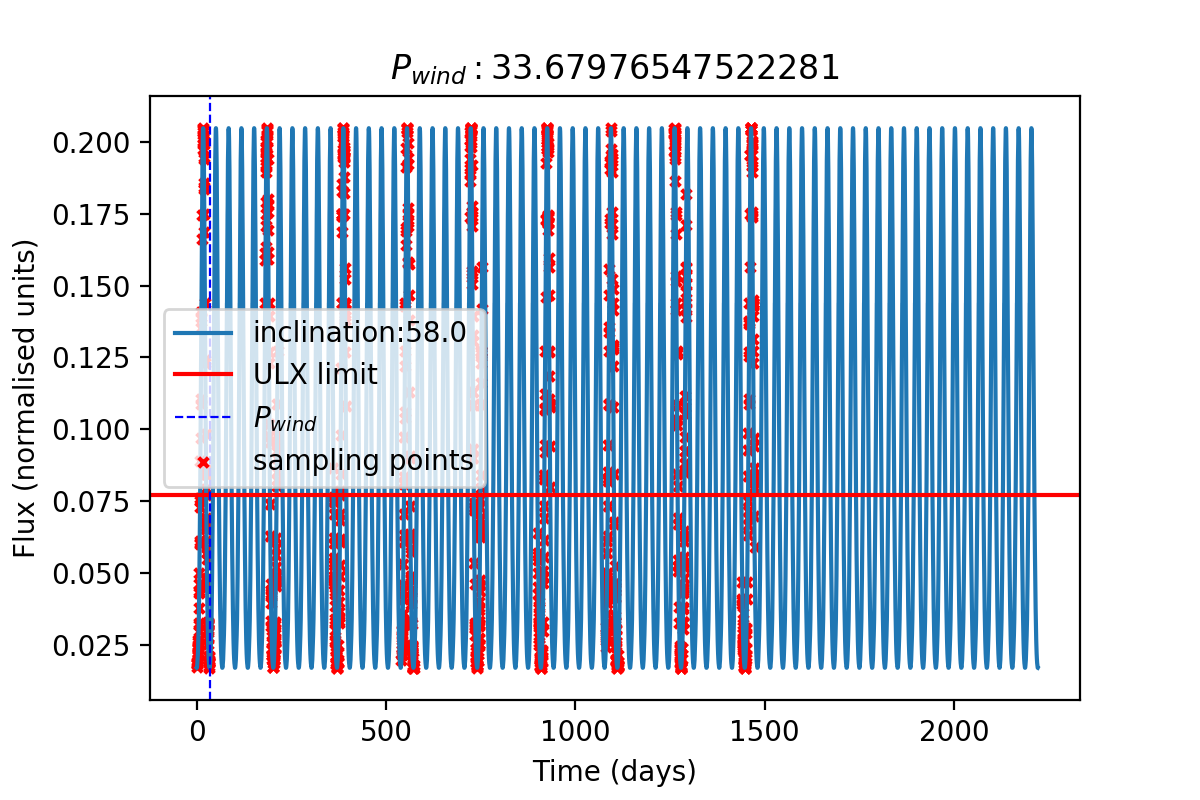 P_wind : 33.67976547522281
Flux (normalised units)
0.200
0.175
0.150
0.125
0.100
0.075
0.050
0.025
inclination:58.0
ULX limit
P_wind
sampling points
0 500 1000 1500 2000
Time (days)